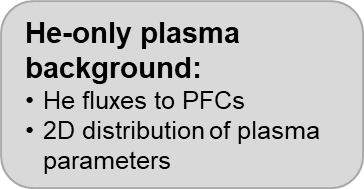 He-only plasma
background:
• He fluxes to PFCs
• 2D distribution of plasma
parameters